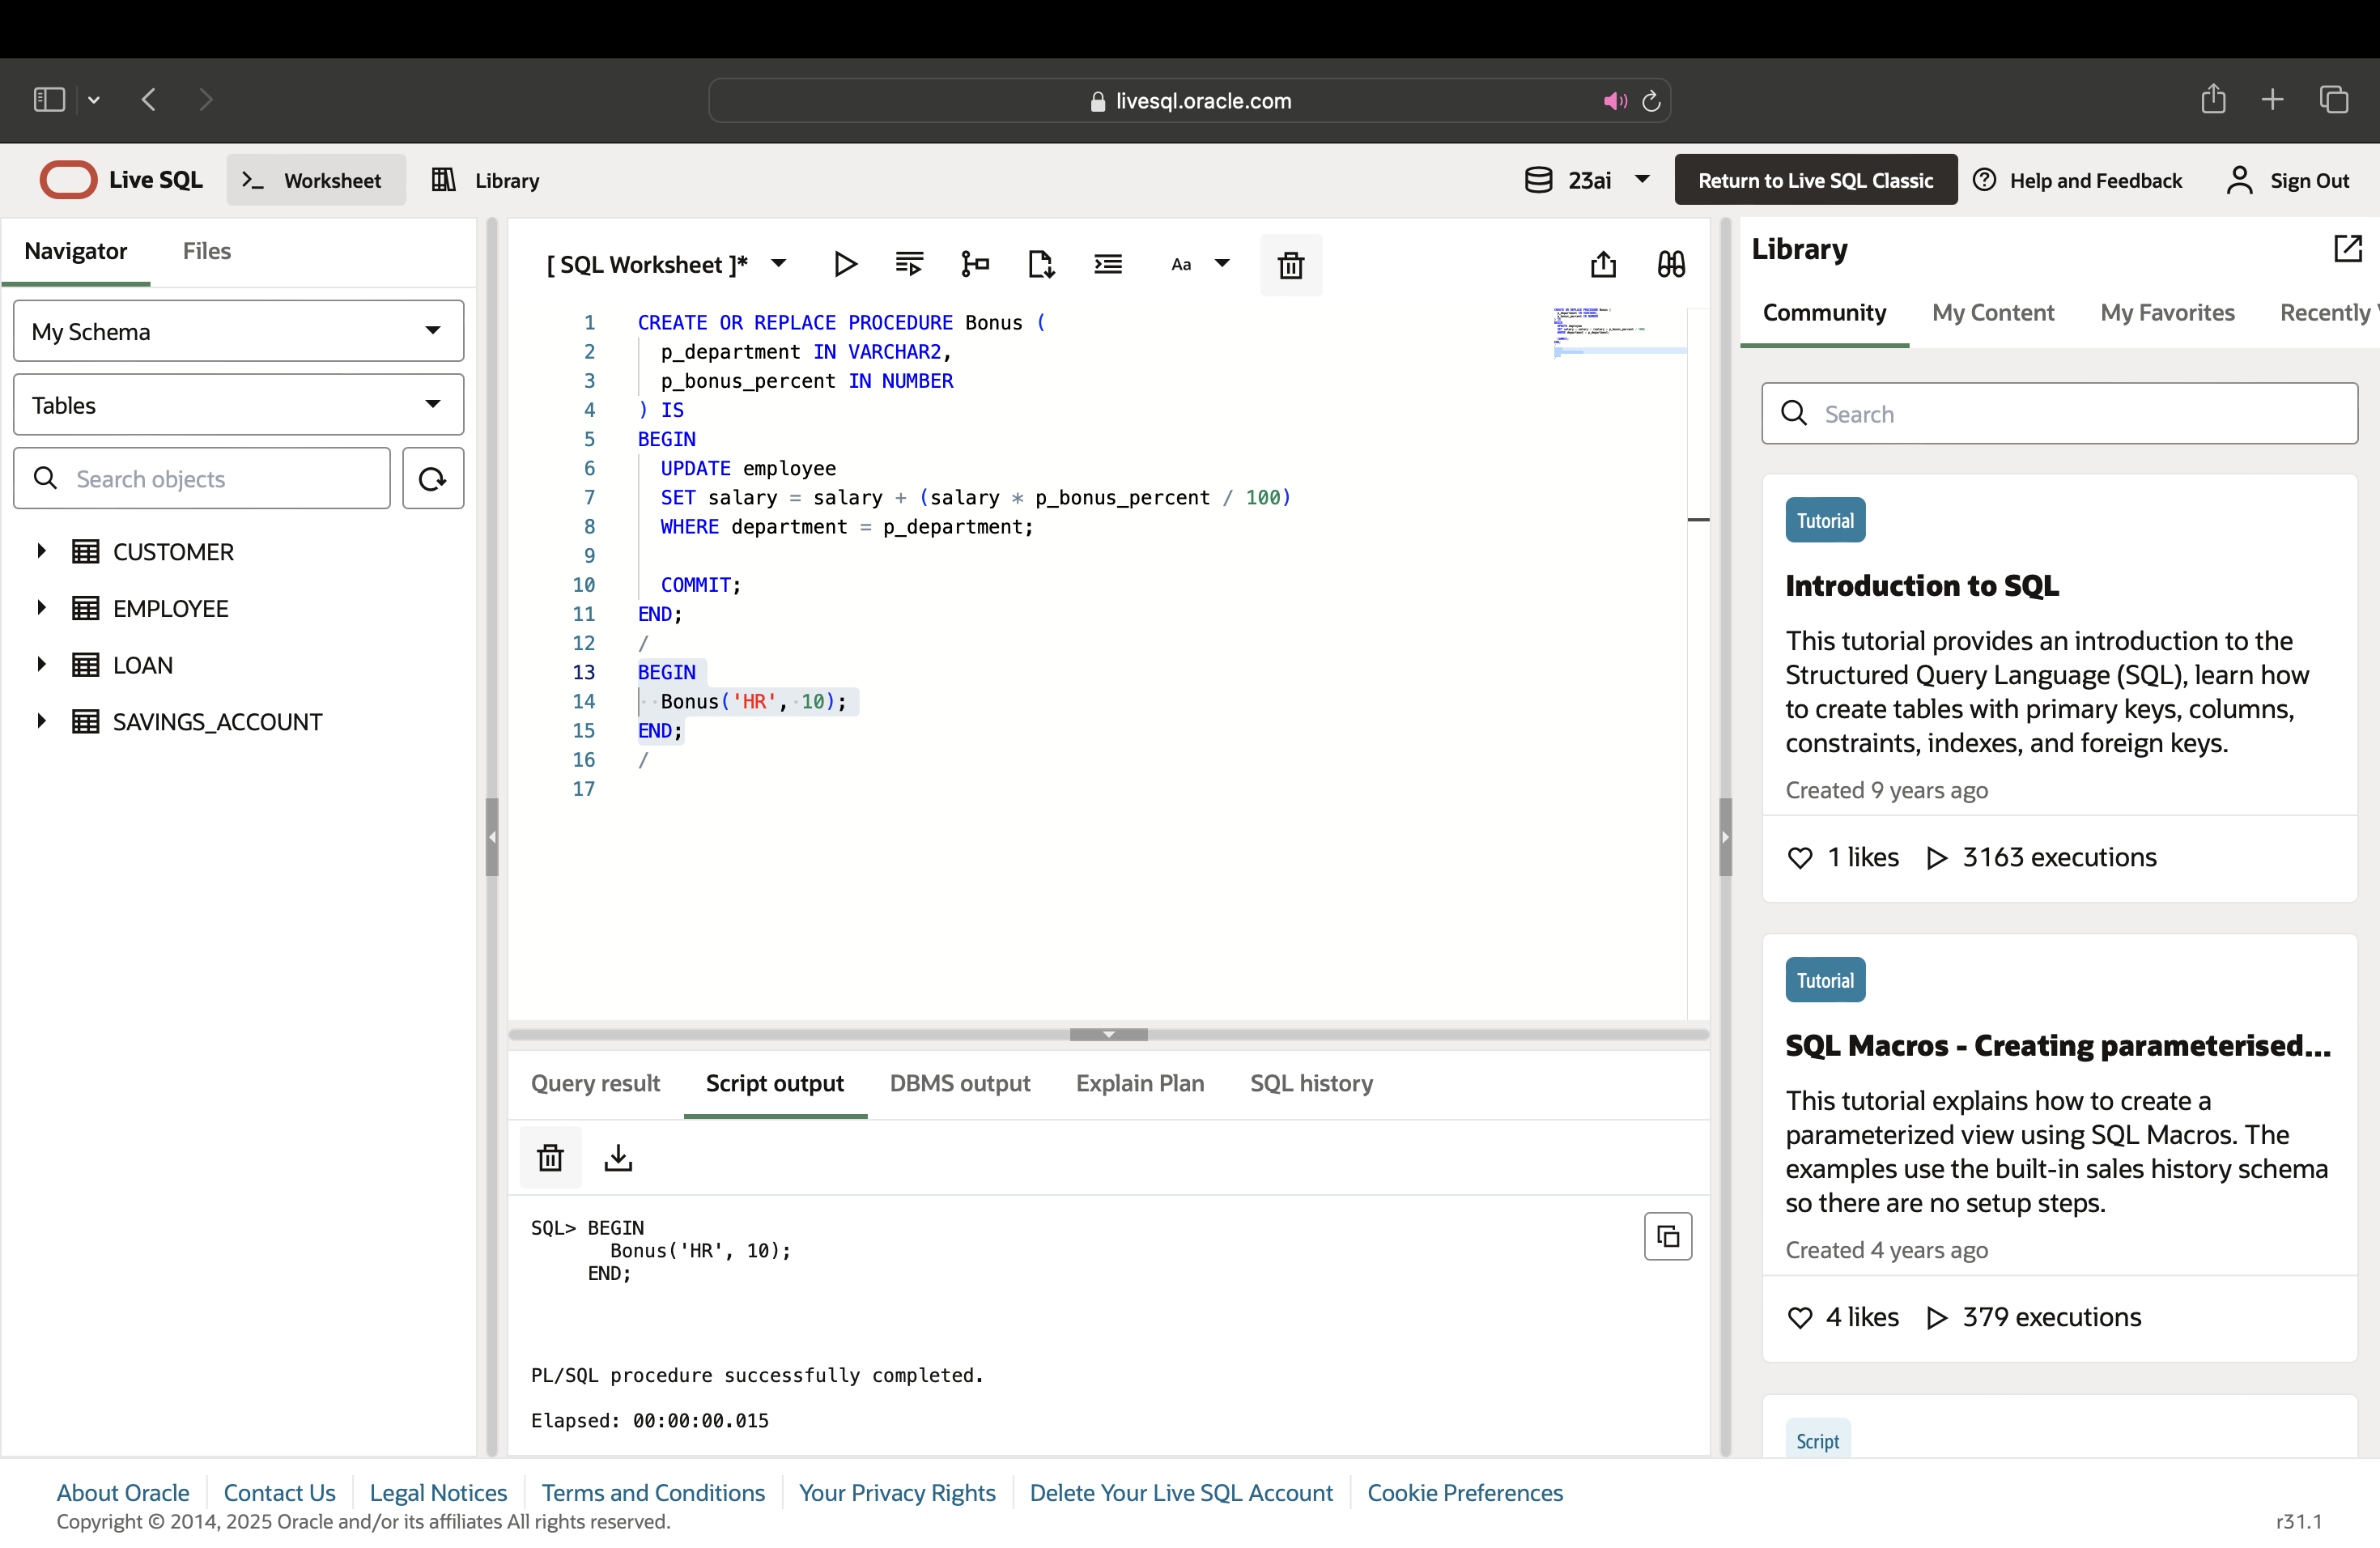 livesql.oracle.com
Live SQL
Worksheet
Library
23ai
Return to Live SQL Classic
Help and Feedback
Sign Out
Navigator
Files
My Schema
Tables
Search objects
CUSTOMER
EMPLOYEE
LOAN
SAVINGS_ACCOUNT
[ SQL Worksheet ]*
Aa
1 CREATE OR REPLACE PROCEDURE Bonus (
2 p_department IN VARCHAR2,
3 p_bonus_percent IN NUMBER
4 ) IS
5 BEGIN
6 UPDATE employee
7 SET salary = salary + (salary * p_bonus_percent / 100)
8 WHERE department = p_department;
9
10 COMMIT;
11 END;
12 /
13 BEGIN
14 Bonus('HR', 10);
15 END;
16 /
17
Query result
Script output
DBMS output
Explain Plan
SQL history
SQL> BEGIN
Bonus('HR', 10);
END;
PL/SQL procedure successfully completed.
Elapsed: 00:00:00.015
Library
Community
My Content
My Favorites
Recently
Search
Tutorial
Introduction to SQL
This tutorial provides an introduction to the
Structured Query Language (SQL), learn how
to create tables with primary keys, columns,
constraints, indexes, and foreign keys.
Created 9 years ago
1 likes
3163 executions
Tutorial
SQL Macros - Creating parameterised...
This tutorial explains how to create a
parameterized view using SQL Macros. The
examples use the built-in sales history schema
so there are no setup steps.
Created 4 years ago
4 likes
379 executions
Script
About Oracle
Contact Us
Legal Notices
Terms and Conditions
Your Privacy Rights
Delete Your Live SQL Account
Cookie Preferences
Copyright © 2014, 2025 Oracle and/or its affiliates All rights reserved.
r31.1